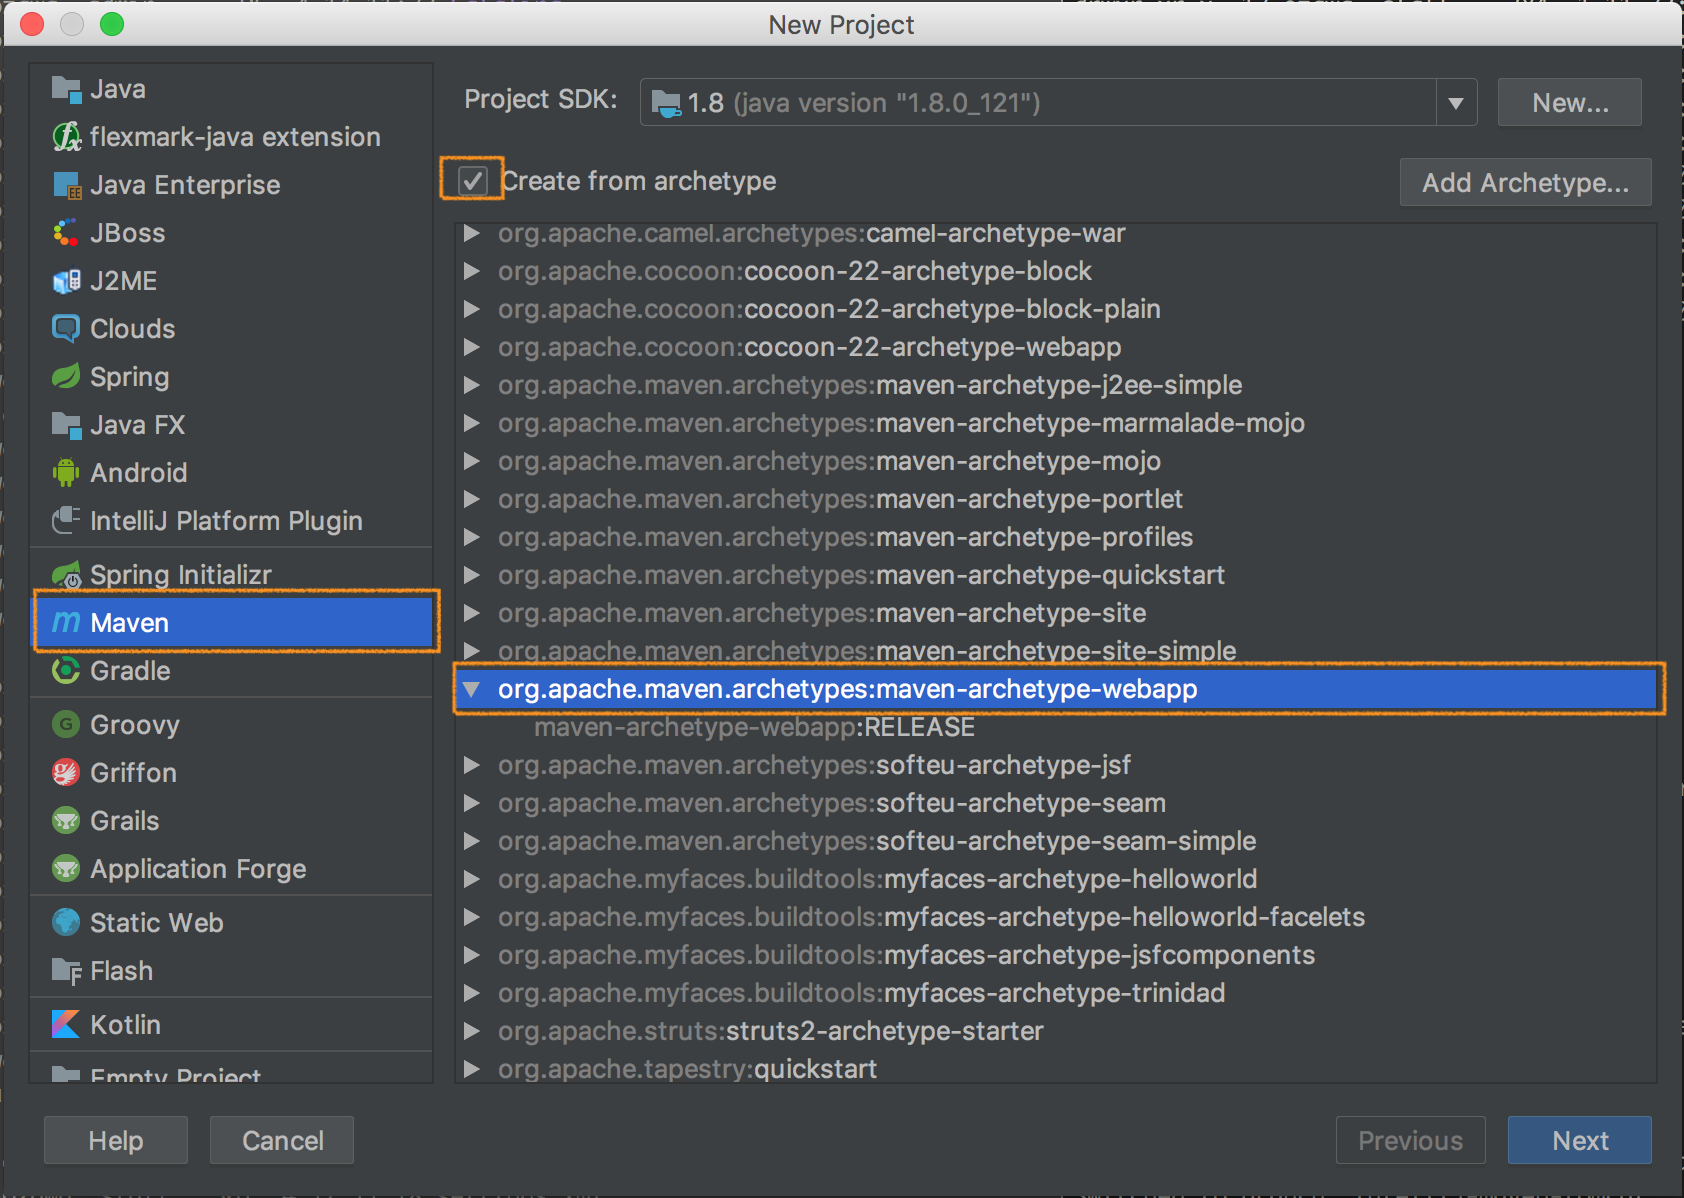 New Project
Java
flexmark-java extension
Java Enterprise
JBoss
J2ME
Clouds
Spring
Java FX
Android
IntelliJ Platform Plugin
Spring Initializr
Maven
Gradle
Groovy
Griffon
Grails
Application Forge
Static Web
Flash
Kotlin
Empty Project
Project SDK: 1.8 (java version "1.8.0_121") New...
Create from archetype Add Archetype...
org.apache.camel.archetypes:camel-archetype-war
org.apache.cocoon:cocoon-22-archetype-block
org.apache.cocoon:cocoon-22-archetype-block-plain
org.apache.cocoon:cocoon-22-archetype-webapp
org.apache.maven.archetypes:maven-archetype-j2ee-simple
org.apache.maven.archetypes:maven-archetype-marmalade-mojo
org.apache.maven.archetypes:maven-archetype-mojo
org.apache.maven.archetypes:maven-archetype-portlet
org.apache.maven.archetypes:maven-archetype-profiles
org.apache.maven.archetypes:maven-archetype-quickstart
org.apache.maven.archetypes:maven-archetype-site
org.apache.maven.archetypes:maven-archetype-site-simple
org.apache.maven.archetypes:maven-archetype-webapp
maven-archetype-webapp:RELEASE
org.apache.maven.archetypes:softeu-archetype-jsf
org.apache.maven.archetypes:softeu-archetype-seam
org.apache.maven.archetypes:softeu-archetype-seam-simple
org.apache.myfaces.buildtools:myfaces-archetype-helloworld
org.apache.myfaces.buildtools:myfaces-archetype-helloworld-facelets
org.apache.myfaces.buildtools:myfaces-archetype-jsfcomponents
org.apache.myfaces.buildtools:myfaces-archetype-trinidad
org.apache.struts:struts2-archetype-starter
org.apache.tapestry:quickstart
Help Cancel Previous Next